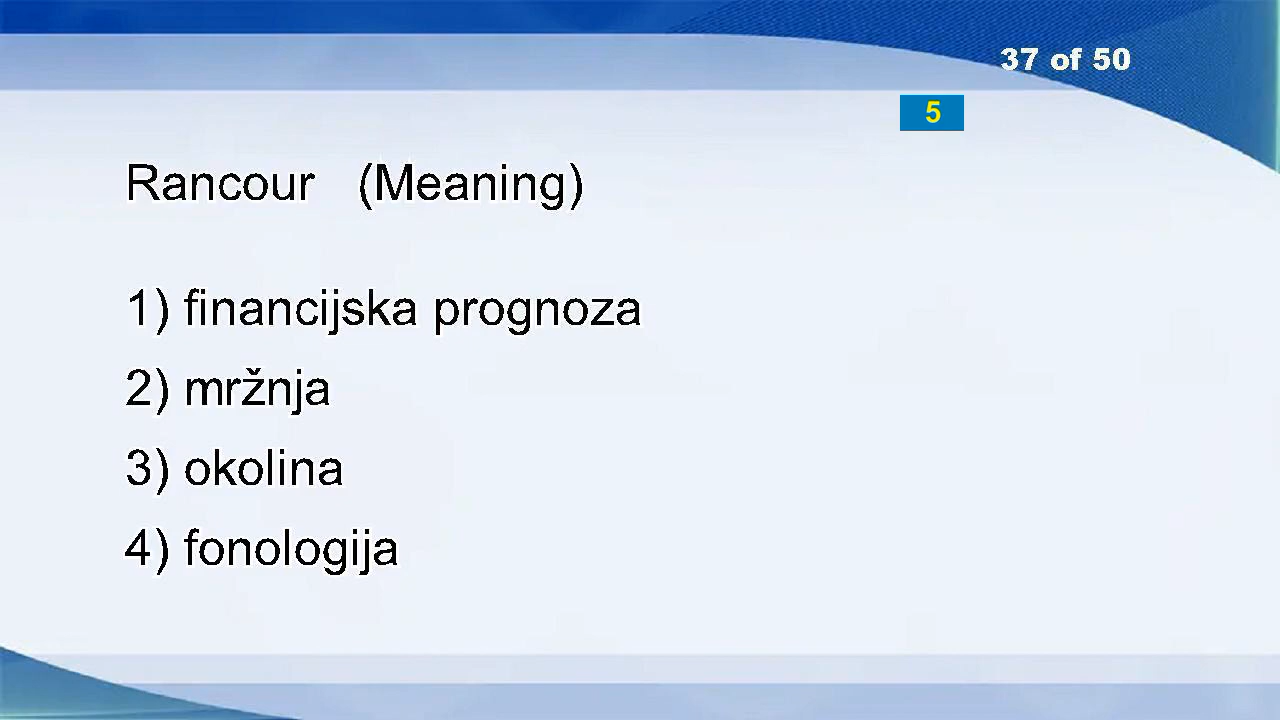 37 of 50
5
Rancour (Meaning)
1) financijska prognoza
2) mržnja
3) okolina
4) fonologija